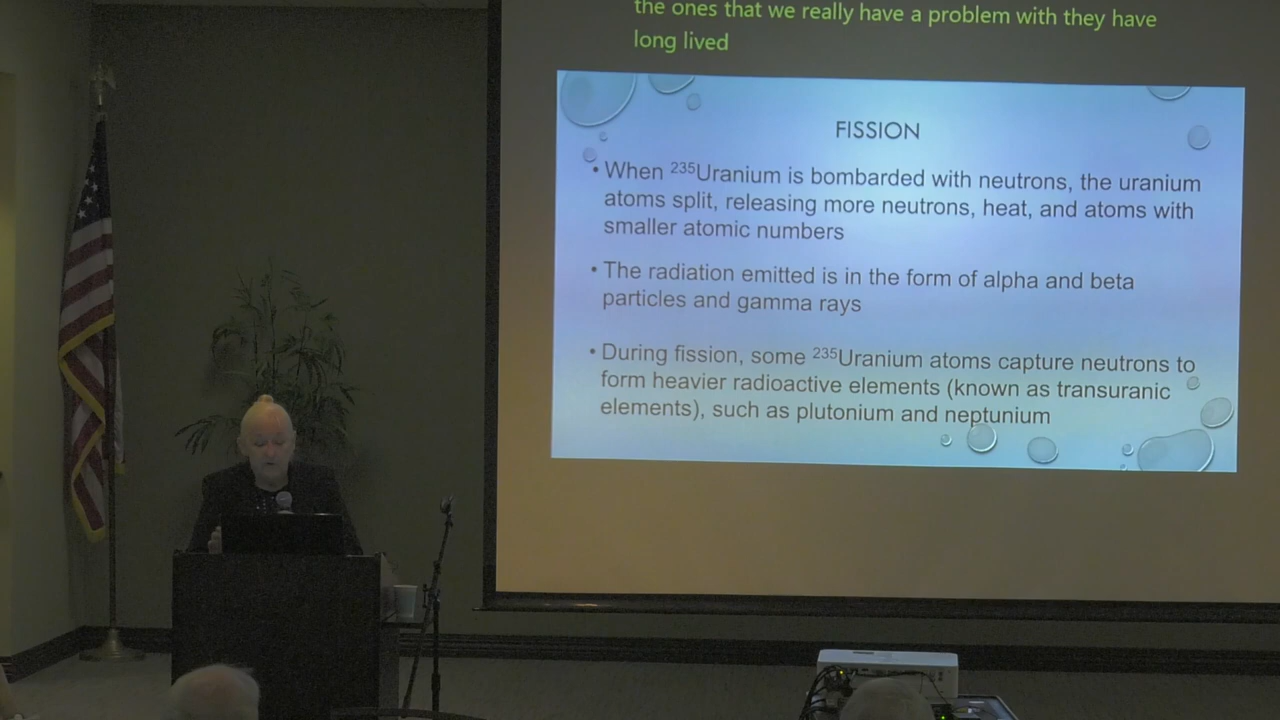 the ones that we really have a problem with they have
long lived
FISSION
• When ²³⁵Uranium is bombarded with neutrons, the uranium
atoms split, releasing more neutrons, heat, and atoms with
smaller atomic numbers
• The radiation emitted is in the form of alpha and beta
particles and gamma rays
• During fission, some ²³⁵Uranium atoms capture neutrons to
form heavier radioactive elements (known as transuranic
elements), such as plutonium and neptunium